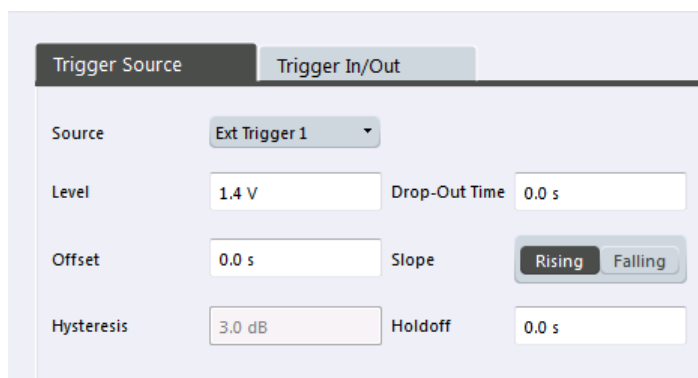 Trigger Source Trigger In/Out
Source Ext Trigger 1
Level 1.4 V Drop-Out Time 0.0 s
Offset 0.0 s Slope Rising Falling
Hysteresis 3.0 dB Holdoff 0.0 s